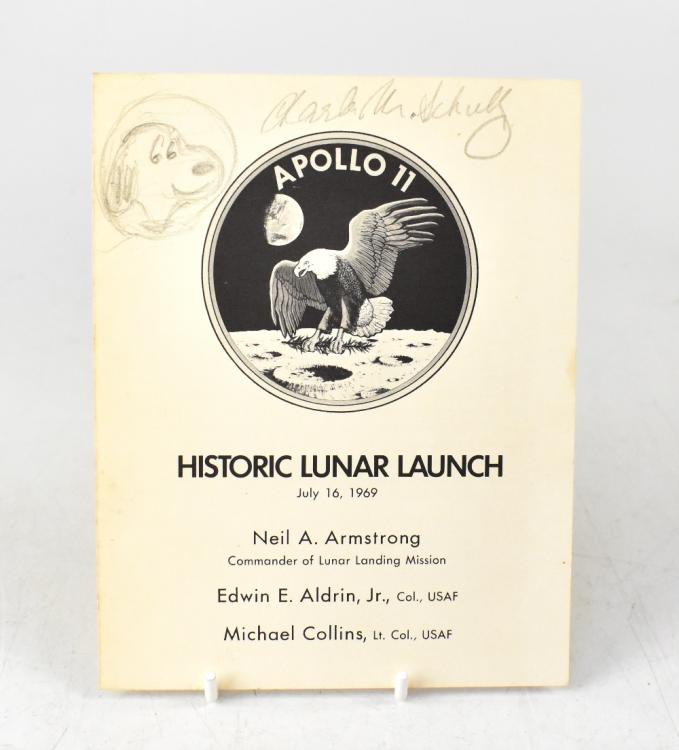 Charles M. Schulz
APOLLO 11
HISTORIC LUNAR LAUNCH
July 16, 1969
Neil A. Armstrong
Commander of Lunar Landing Mission
Edwin E. Aldrin, Jr., Col., USAF
Michael Collins, Lt. Col., USAF